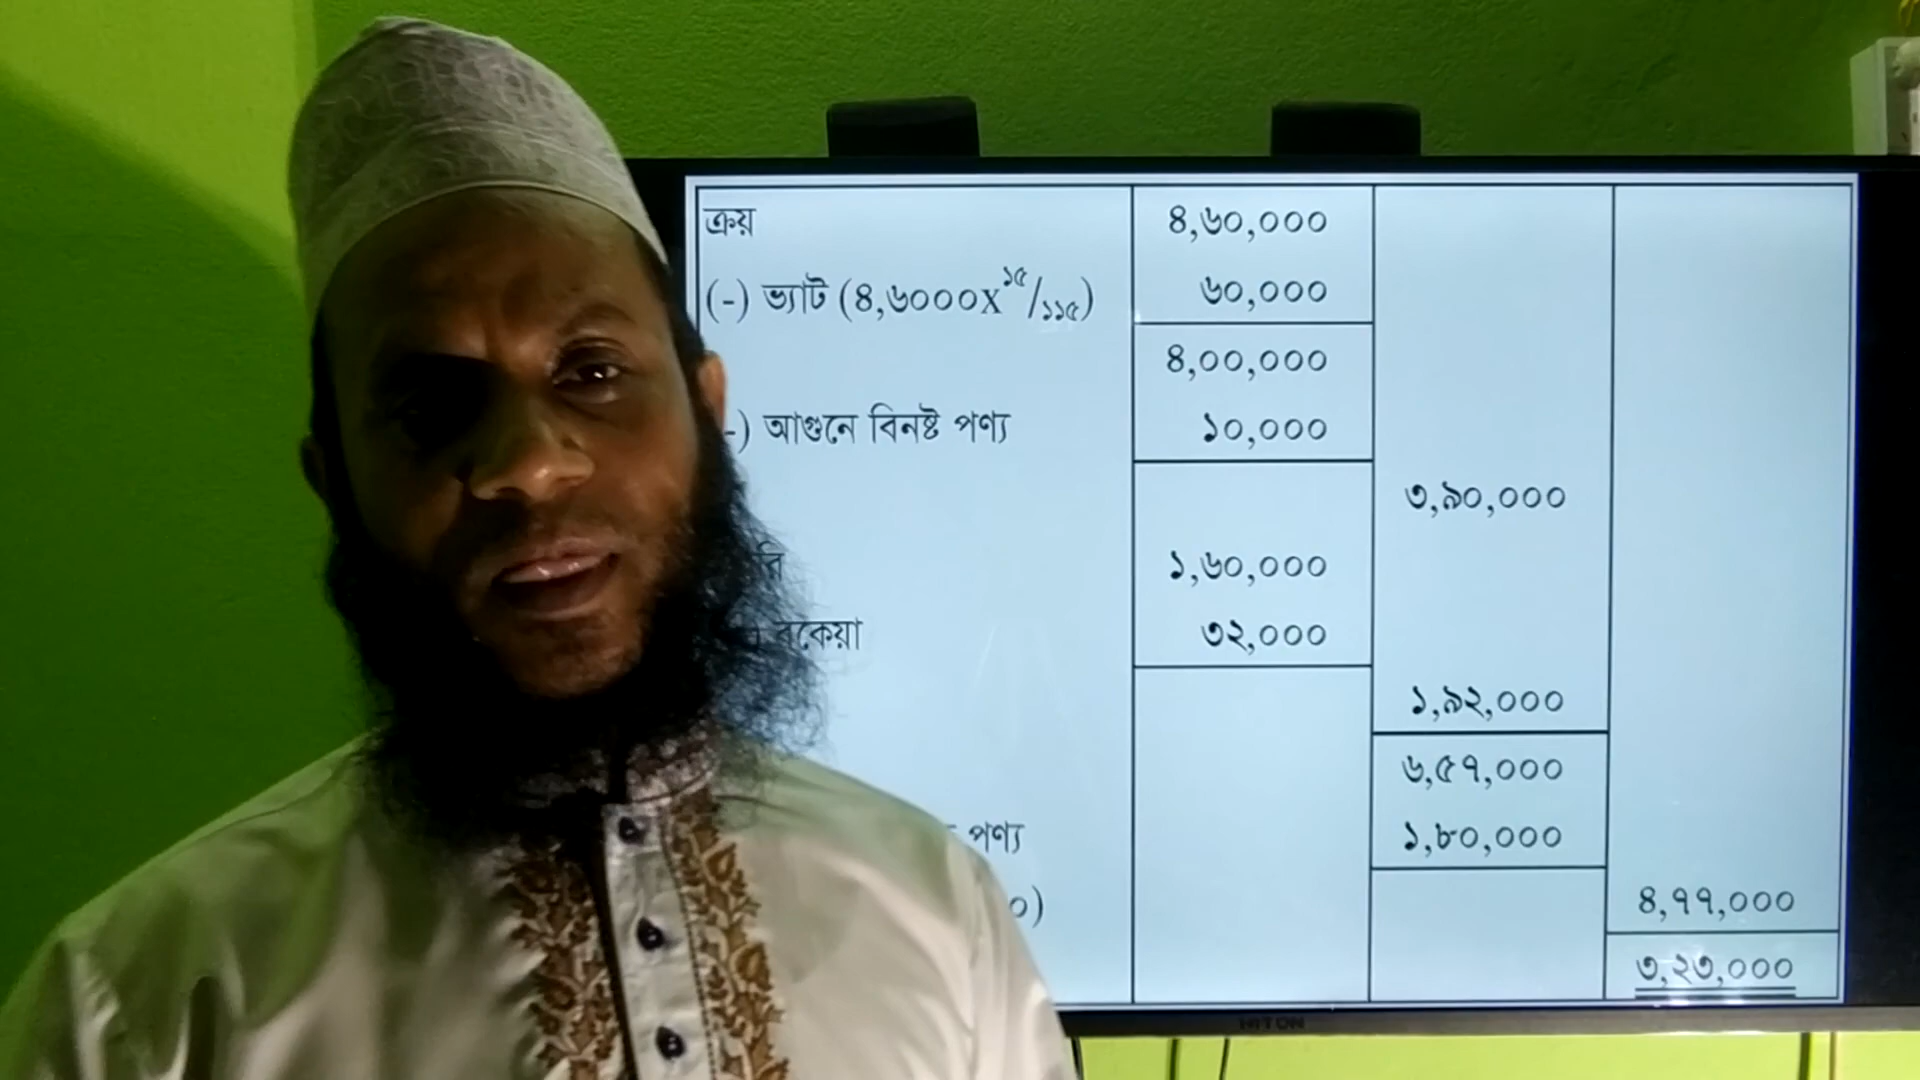 ক্রয় ৪,৬০,০০০
(-) ভ্যাট (৪,৬০০০x১৫/১১৫) ৬০,০০০
৪,০০,০০০
-) আগুনে বিনষ্ট পণ্য ১০,০০০
৩,৯০,০০০
১,৬০,০০০
বকেয়া ৩২,০০০
১,৯২,০০০
৬,৫৭,০০০
পণ্য ১,৮০,০০০
০) ৪,৭৭,০০০
৩,২৩,০০০
HITON